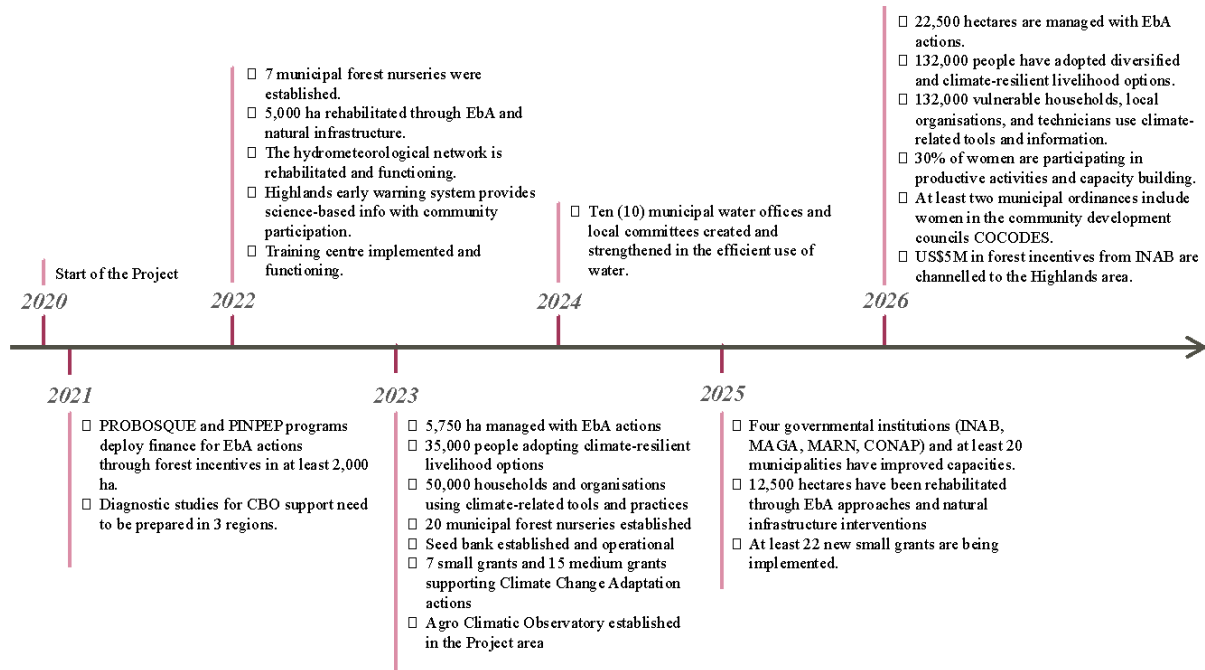 2020
Start of the Project
2021
☐ PROBOSQUE and PINPEP programs
deploy finance for EbA actions
through forest incentives in at least 2,000
ha.
☐ Diagnostic studies for CBO support need
to be prepared in 3 regions.
2022
☐ 7 municipal forest nurseries were
established.
☐ 5,000 ha rehabilitated through EbA and
natural infrastructure.
☐ The hydrometeorological network is
rehabilitated and functioning.
☐ Highlands early warning system provides
science-based info with community
participation.
☐ Training centre implemented and
functioning.
2023
☐ 5,750 ha managed with EbA actions
☐ 35,000 people adopting climate-resilient
livelihood options
☐ 50,000 households and organisations
using climate-related tools and practices
☐ 20 municipal forest nurseries established
☐ Seed bank established and operational
☐ 7 small grants and 15 medium grants
supporting Climate Change Adaptation
actions
☐ Agro Climatic Observatory established
in the Project area
2024
☐ Ten (10) municipal water offices and
local committees created and
strengthened in the efficient use of
water.
2025
☐ Four governmental institutions (INAB,
MAGA, MARN, CONAP) and at least 20
municipalities have improved capacities.
☐ 12,500 hectares have been rehabilitated
through EbA approaches and natural
infrastructure interventions
☐ At least 22 new small grants are being
implemented.
2026
☐ 22,500 hectares are managed with EbA
actions.
☐ 132,000 people have adopted diversified
and climate-resilient livelihood options.
☐ 132,000 vulnerable households, local
organisations, and technicians use climate-
related tools and information.
☐ 30% of women are participating in
productive activities and capacity building.
☐ At least two municipal ordinances include
women in the community development
councils COCODES.
☐ US$5M in forest incentives from INAB are
channelled to the Highlands area.